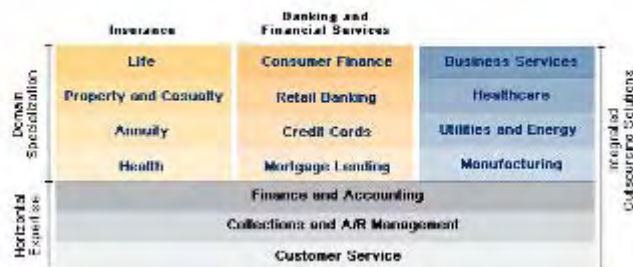 Insurance
Banking and
Financial Services
Domain
Specialization
Life
Property and Casualty
Annuity
Health
Consumer Finance
Retail Banking
Credit Cards
Mortgage Lending
Business Services
Healthcare
Utilities and Energy
Manufacturing
Integrated
Outsourcing Solutions
Horizontal
Expertise
Finance and Accounting
Collections and A/R Management
Customer Service